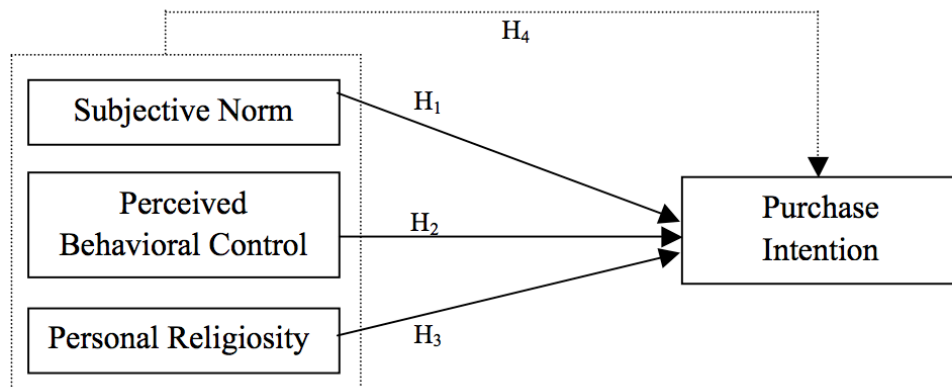 H₄
Subjective Norm
H₁
Perceived
Behavioral Control
H₂
Purchase
Intention
Personal Religiosity
H₃